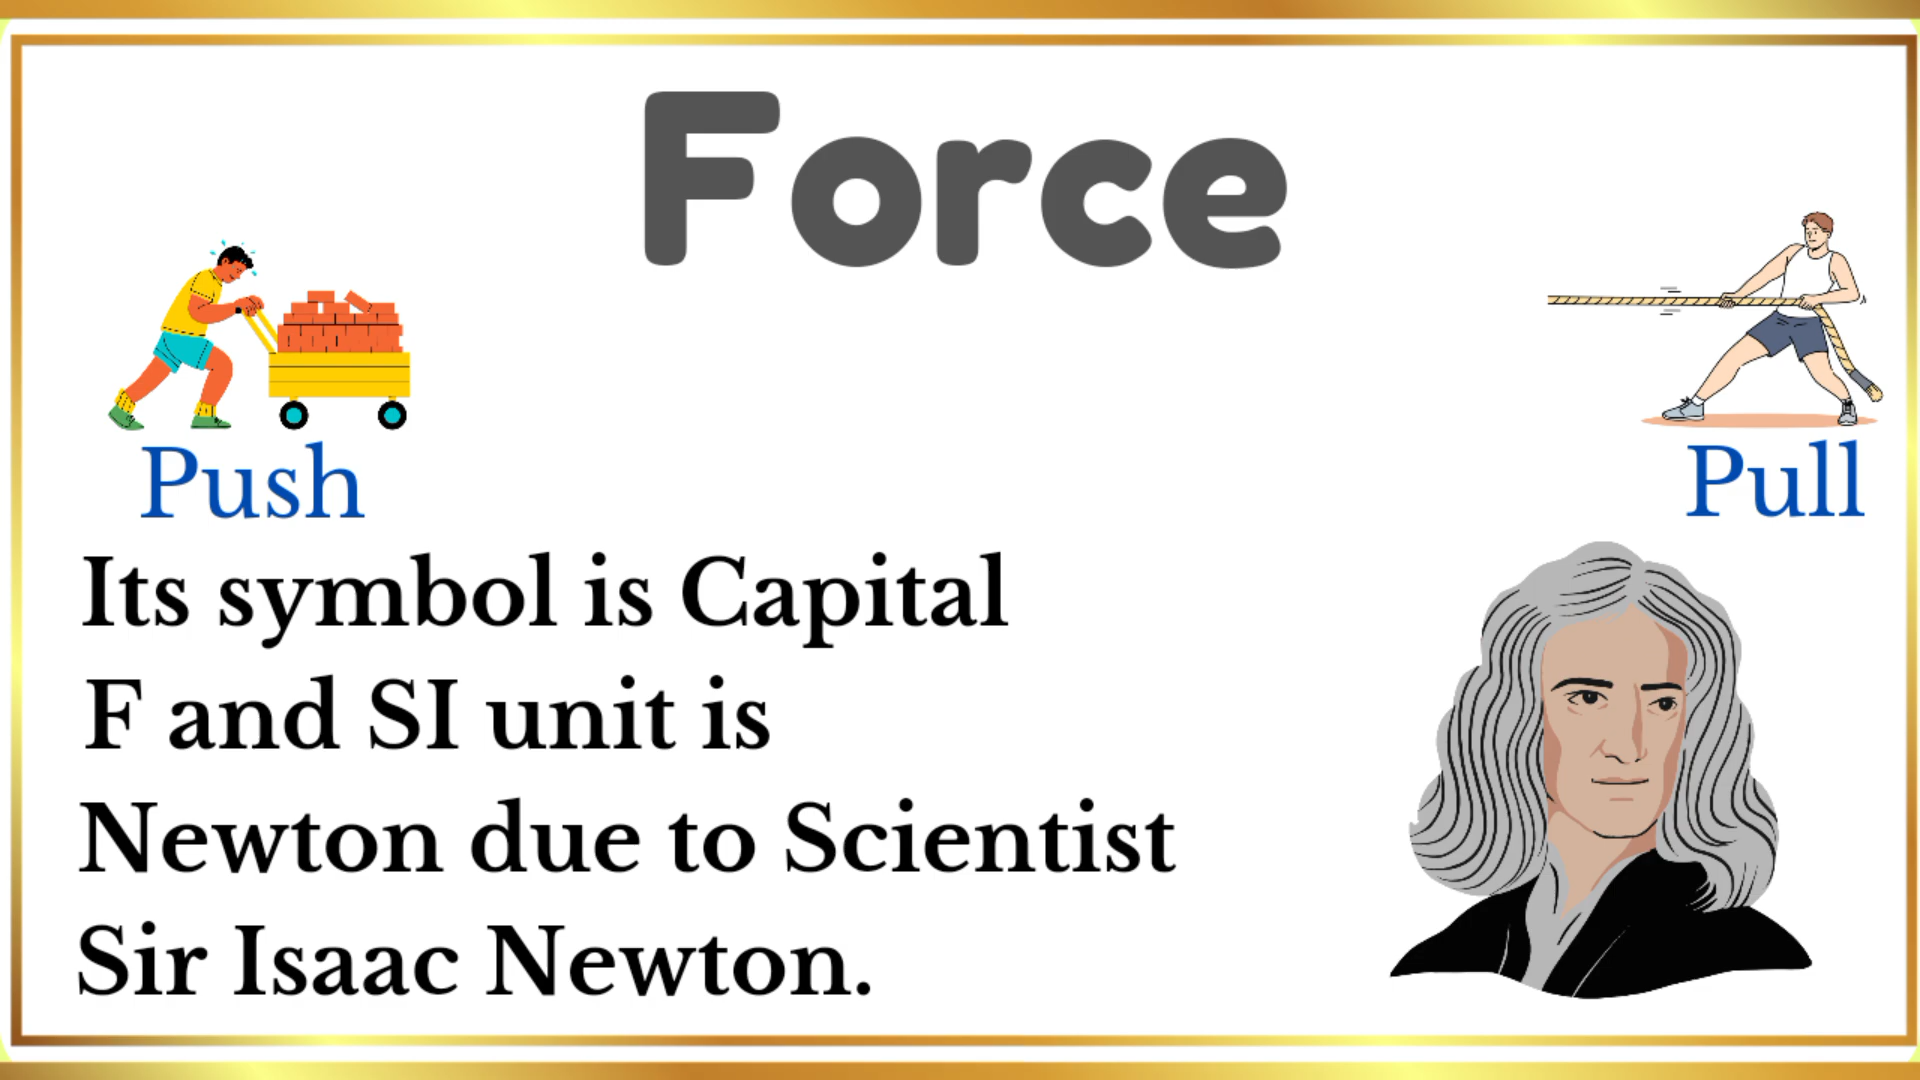 Force
Push
Pull
Its symbol is Capital
F and SI unit is
Newton due to Scientist
Sir Isaac Newton.